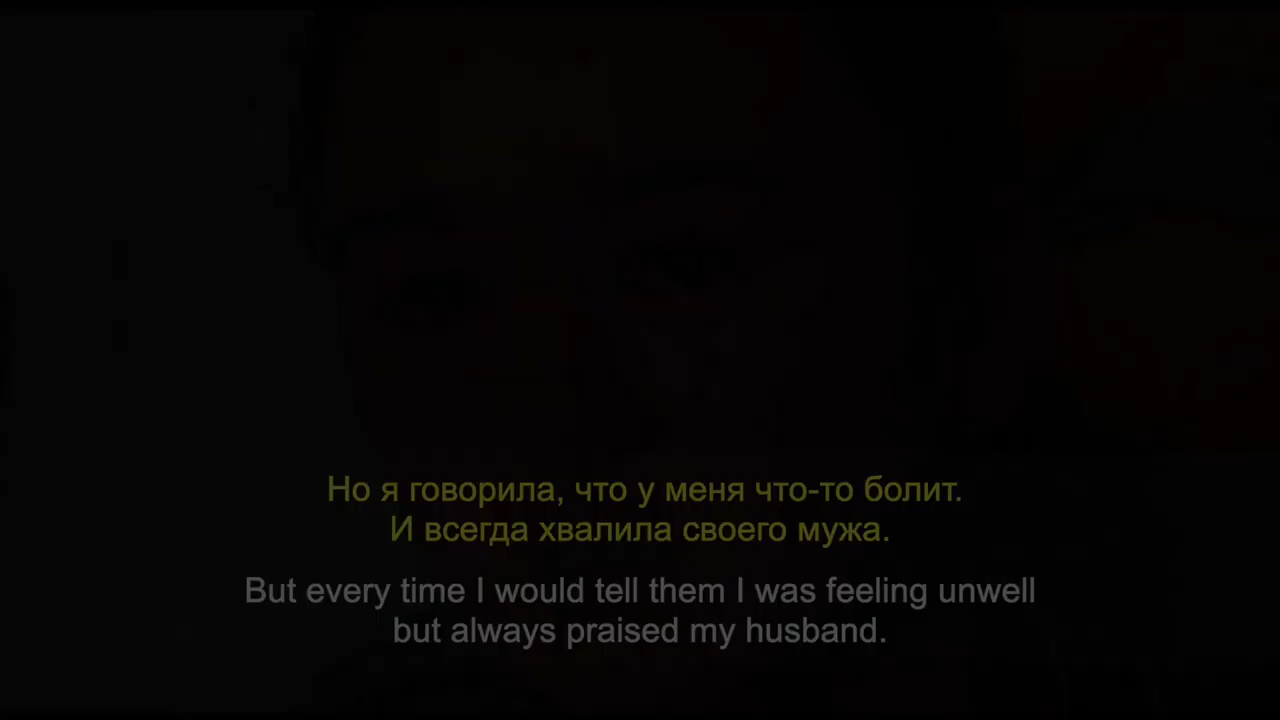 Но я говорила, что у меня что-то болит.
И всегда хвалила своего мужа.
But every time I would tell them I was feeling unwell
but always praised my husband.